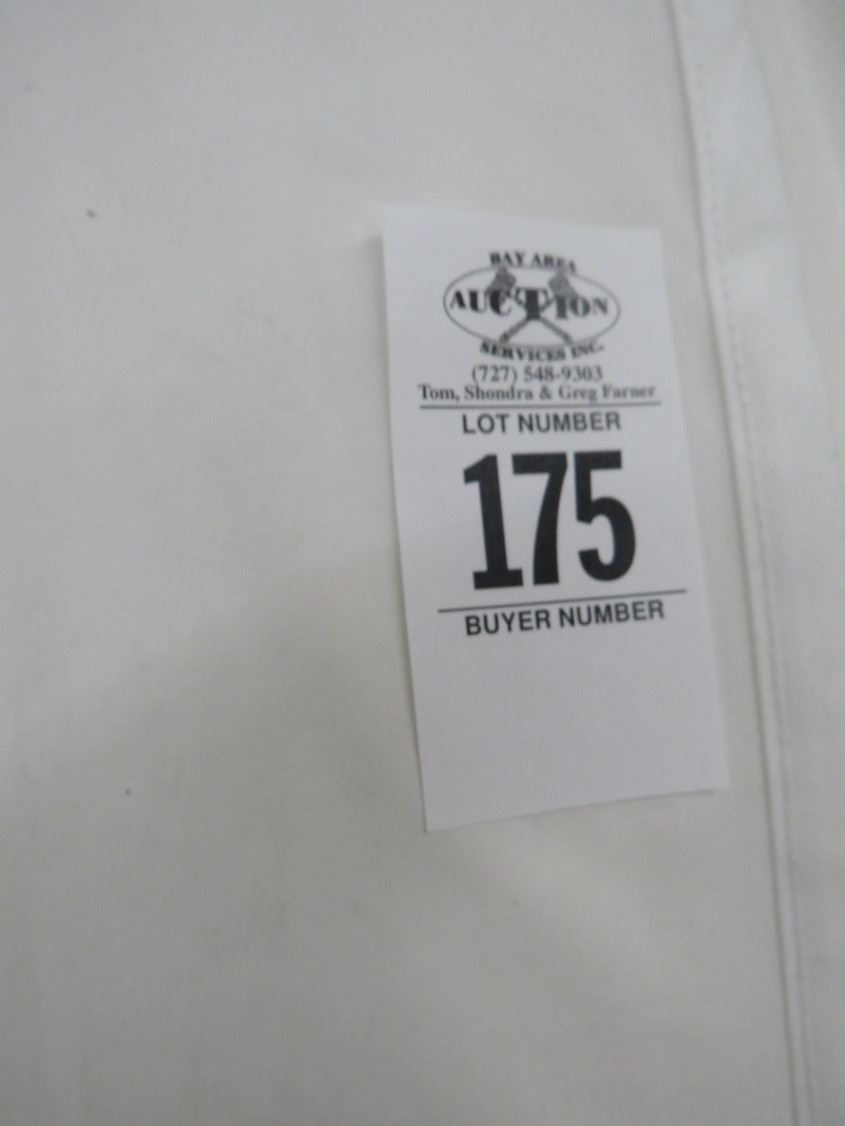 BAY AREA
AUCTION
SERVICES INC.
(727) 548-9303
Tom, Shondra & Greg Farner
LOT NUMBER
175
BUYER NUMBER